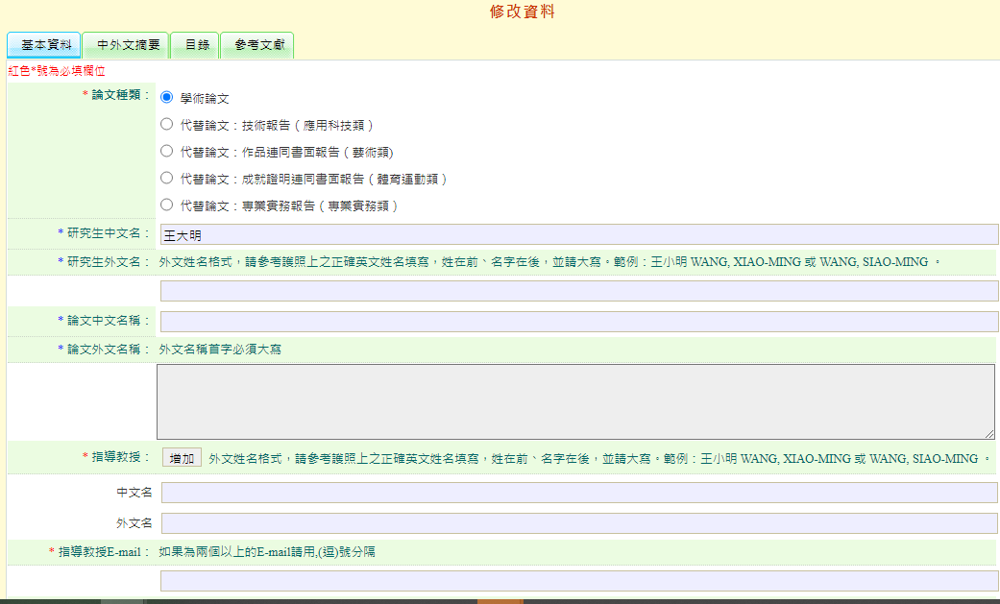 修改資料
基本資料 中外文摘要 目錄 參考文獻
紅色*號為必填欄位
* 論文種類： 學術論文
代替論文：技術報告（應用科技類）
代替論文：作品連同書面報告（藝術類)
代替論文：成就證明連同書面報告（體育運動類）
代替論文：專業實務報告（專業實務類）
* 研究生中文名： 王大明
* 研究生外文名： 外文姓名格式，請參考護照上之正確英文姓名填寫，姓在前、名字在後，並請大寫。範例：王小明 WANG, XIAO-MING 或 WANG, SIAO-MING 。
* 論文中文名稱：
* 論文外文名稱： 外文名稱首字必須大寫
* 指導教授： 增加 外文姓名格式，請參考護照上之正確英文姓名填寫，姓在前、名字在後，並請大寫。範例：王小明 WANG, XIAO-MING 或 WANG, SIAO-MING 。
中文名
外文名
* 指導教授E-mail： 如果為兩個以上的E-mail請用,(逗)號分隔